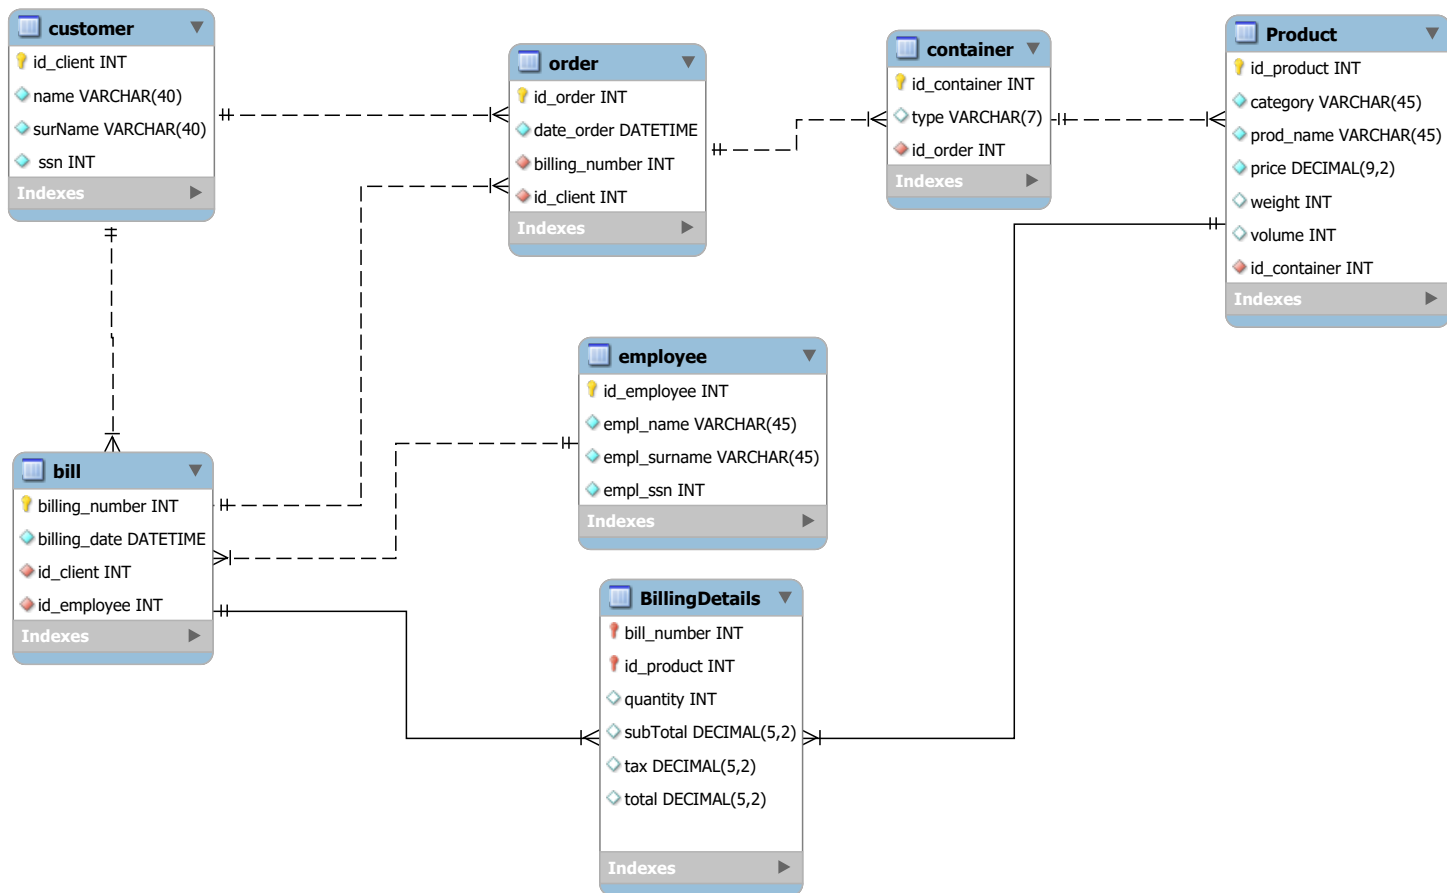 customer
id_client INT
name VARCHAR(40)
surName VARCHAR(40)
ssn INT
Indexes
order
id_order INT
date_order DATETIME
billing_number INT
id_client INT
Indexes
container
id_container INT
type VARCHAR(7)
id_order INT
Indexes
Product
id_product INT
category VARCHAR(45)
prod_name VARCHAR(45)
price DECIMAL(9,2)
weight INT
volume INT
id_container INT
Indexes
employee
id_employee INT
empl_name VARCHAR(45)
empl_surname VARCHAR(45)
empl_ssn INT
Indexes
bill
billing_number INT
billing_date DATETIME
id_client INT
id_employee INT
Indexes
BillingDetails
bill_number INT
id_product INT
quantity INT
subTotal DECIMAL(5,2)
tax DECIMAL(5,2)
total DECIMAL(5,2)
Indexes